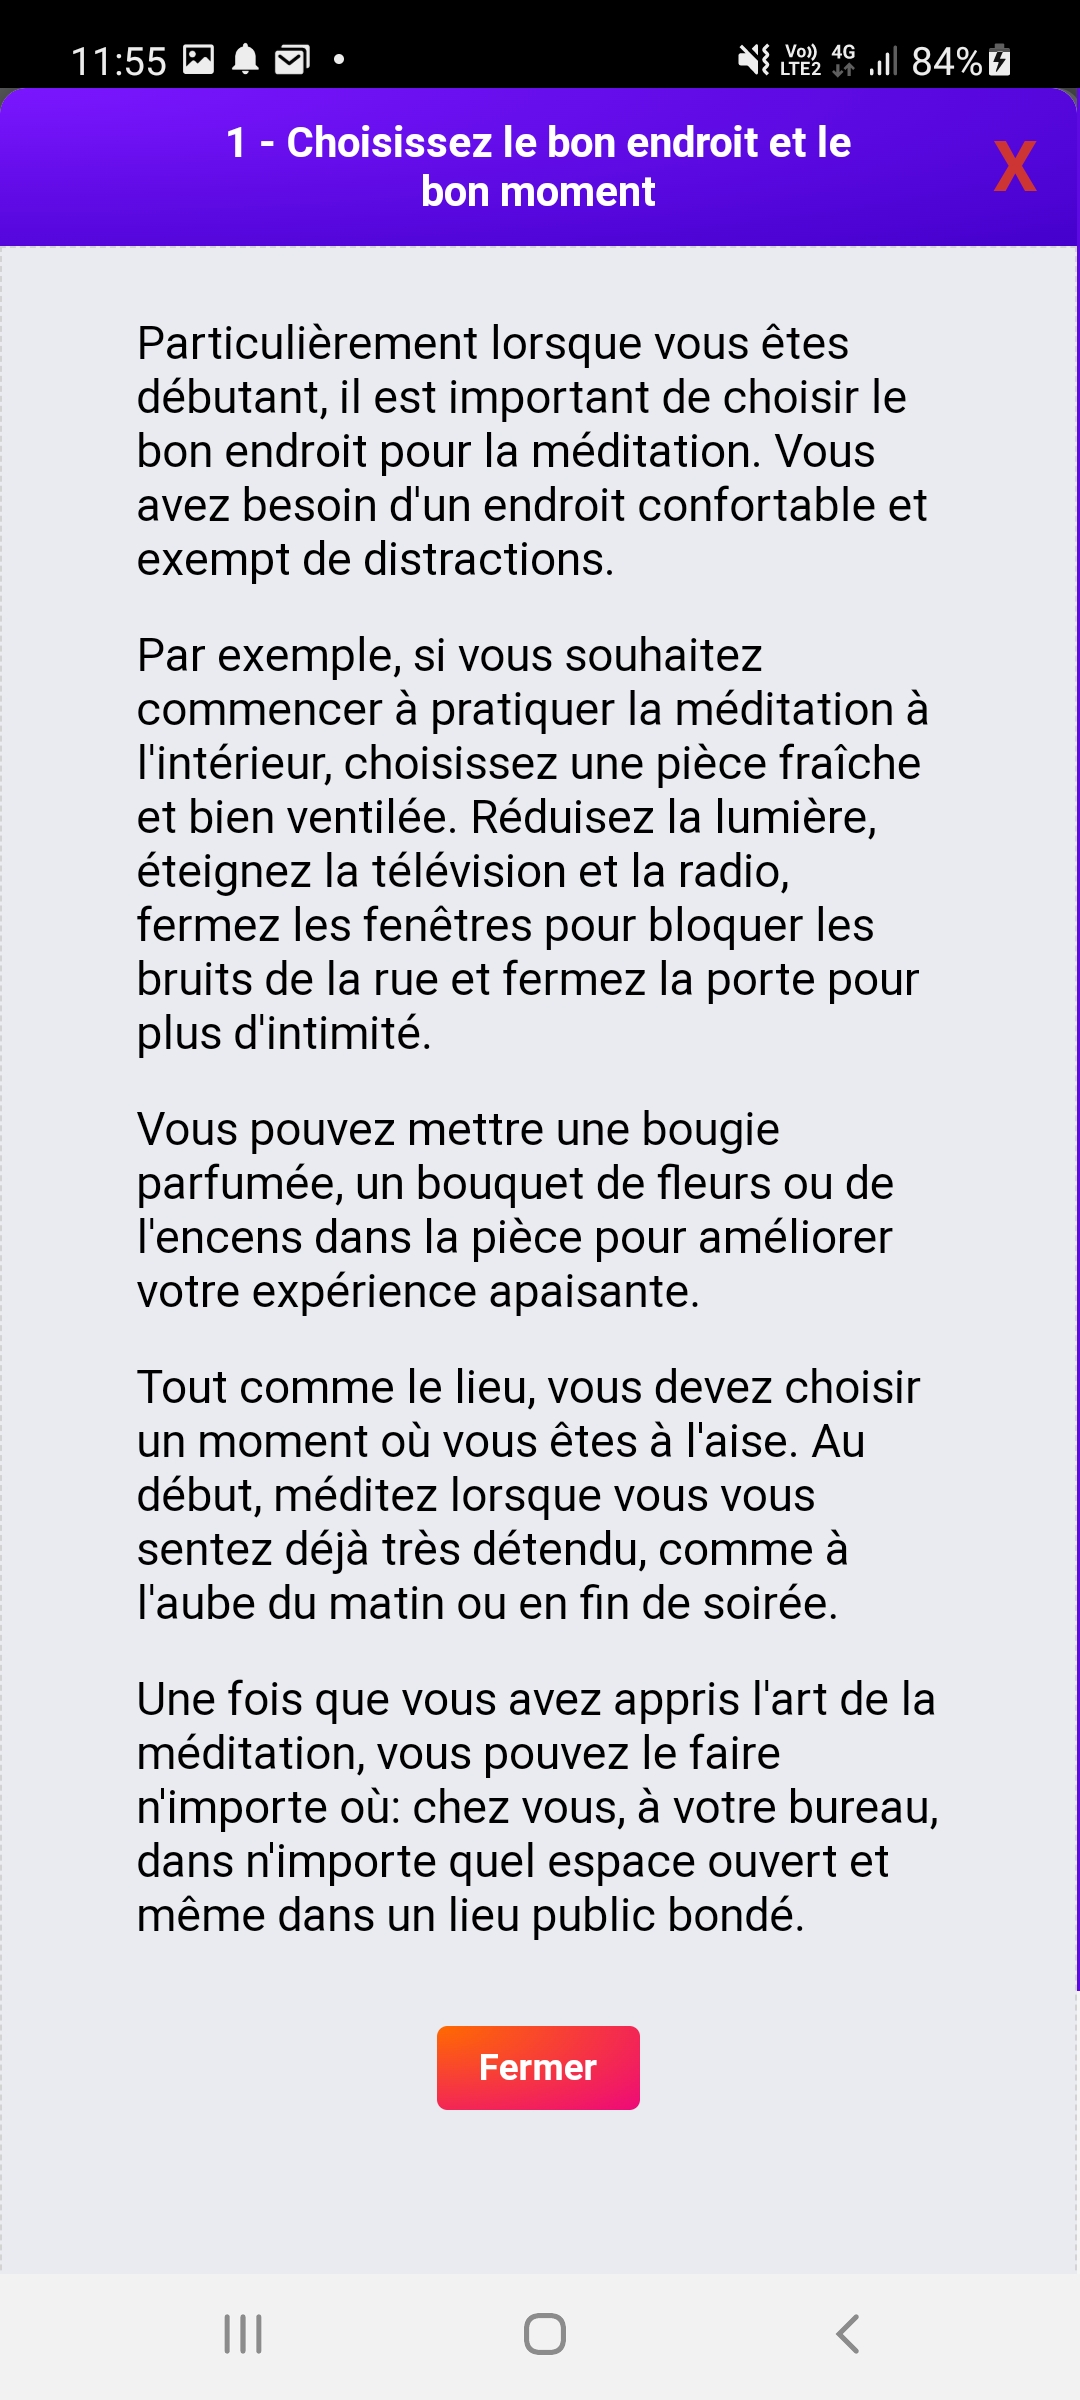 11:55
Vo)) LTE2 4G 84%
1 - Choisissez le bon endroit et le
bon moment
X
Particulièrement lorsque vous êtes
débutant, il est important de choisir le
bon endroit pour la méditation. Vous
avez besoin d'un endroit confortable et
exempt de distractions.
Par exemple, si vous souhaitez
commencer à pratiquer la méditation à
l'intérieur, choisissez une pièce fraîche
et bien ventilée. Réduisez la lumière,
éteignez la télévision et la radio,
fermez les fenêtres pour bloquer les
bruits de la rue et fermez la porte pour
plus d'intimité.
Vous pouvez mettre une bougie
parfumée, un bouquet de fleurs ou de
l'encens dans la pièce pour améliorer
votre expérience apaisante.
Tout comme le lieu, vous devez choisir
un moment où vous êtes à l'aise. Au
début, méditez lorsque vous vous
sentez déjà très détendu, comme à
l'aube du matin ou en fin de soirée.
Une fois que vous avez appris l'art de la
méditation, vous pouvez le faire
n'importe où: chez vous, à votre bureau,
dans n'importe quel espace ouvert et
même dans un lieu public bondé.
Fermer